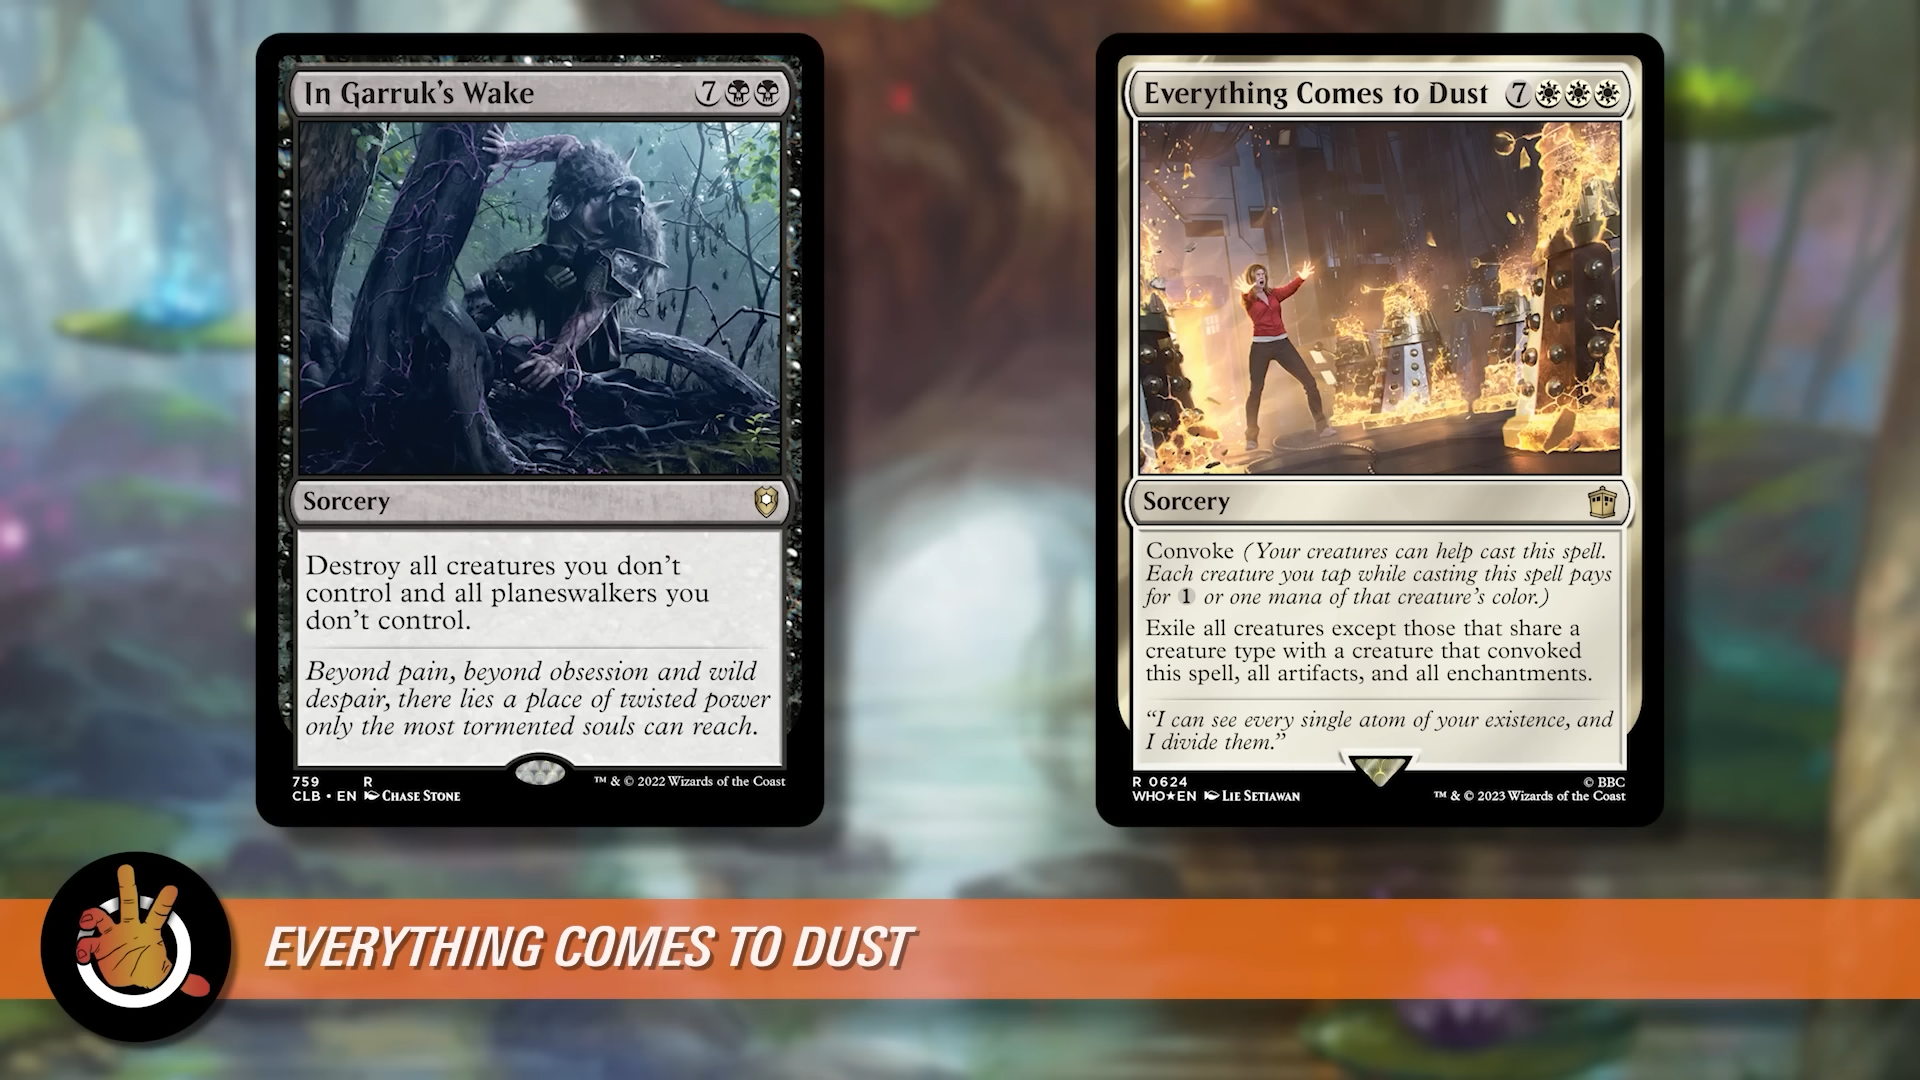 In Garruk's Wake 7
Sorcery
Destroy all creatures you don't
control and all planeswalkers you
don't control.
Beyond pain, beyond obsession and wild
despair, there lies a place of twisted power
only the most tormented souls can reach.
759 R
CLB • EN CHASE STONE
™ & © 2022 Wizards of the Coast
Everything Comes to Dust 7
Sorcery
Convoke (Your creatures can help cast this spell.
Each creature you tap while casting this spell pays
for 1 or one mana of that creature's color.)
Exile all creatures except those that share a
creature type with a creature that convoked
this spell, all artifacts, and all enchantments.
“I can see every single atom of your existence, and
I divide them.”
R 0624
WHO★EN LIE SETIAWAN
© BBC
™ & © 2023 Wizards of the Coast
EVERYTHING COMES TO DUST